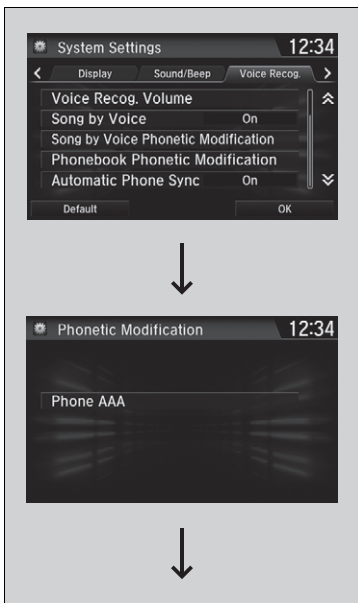 System Settings 12:34
Display Sound/Beep Voice Recog.
Voice Recog. Volume
Song by Voice On
Song by Voice Phonetic Modification
Phonebook Phonetic Modification
Automatic Phone Sync On
Default OK
Phonetic Modification 12:34
Phone AAA